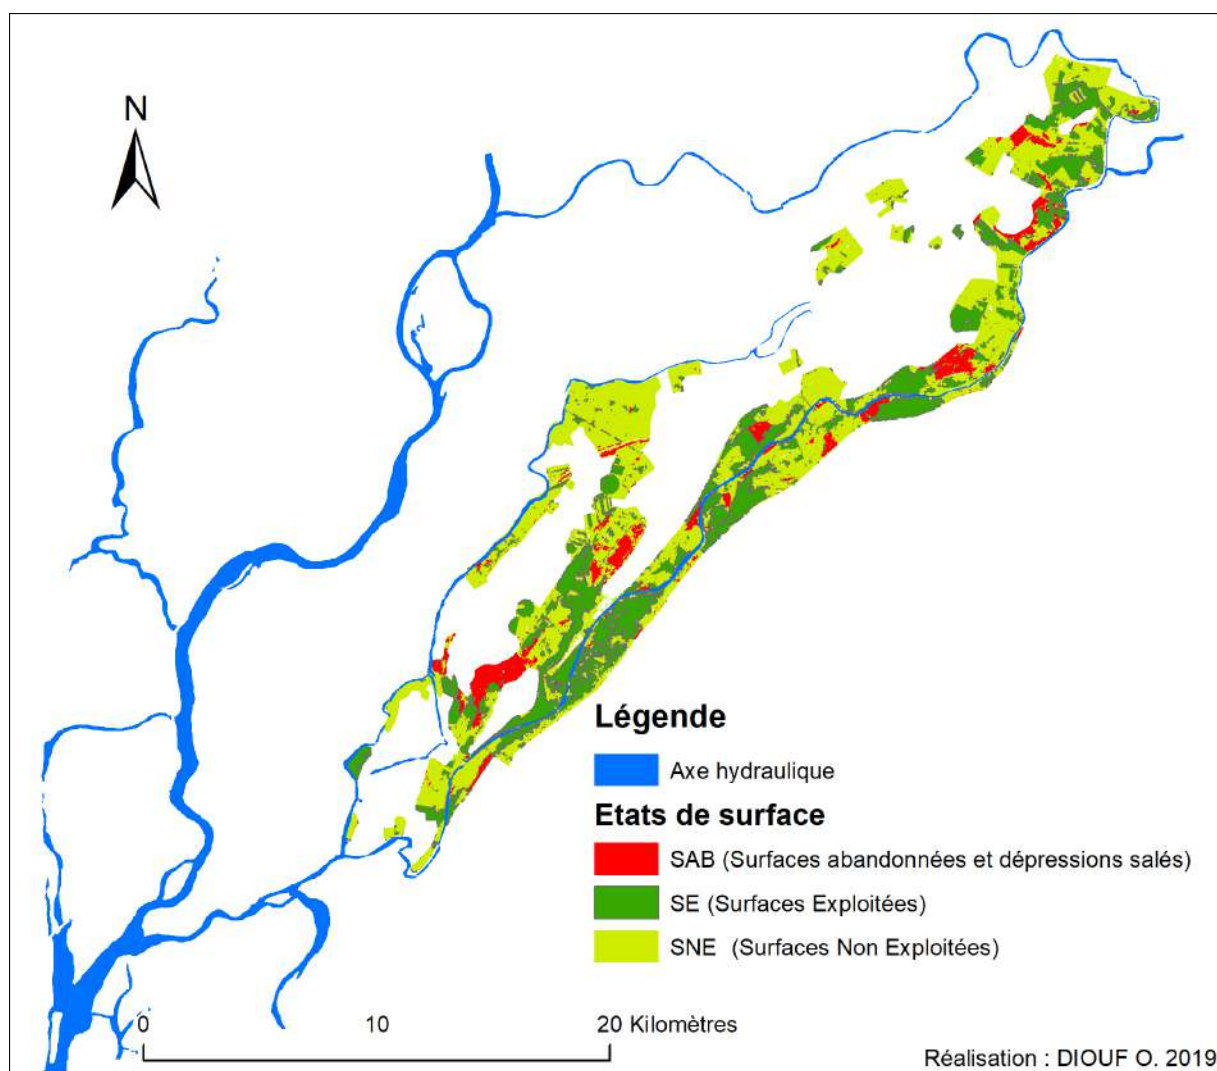 N
Légende
Axe hydraulique
Etats de surface
SAB (Surfaces abandonnées et dépressions salés)
SE (Surfaces Exploitées)
SNE (Surfaces Non Exploitées)
0 10 20 Kilomètres
Réalisation : DIOUF O. 2019